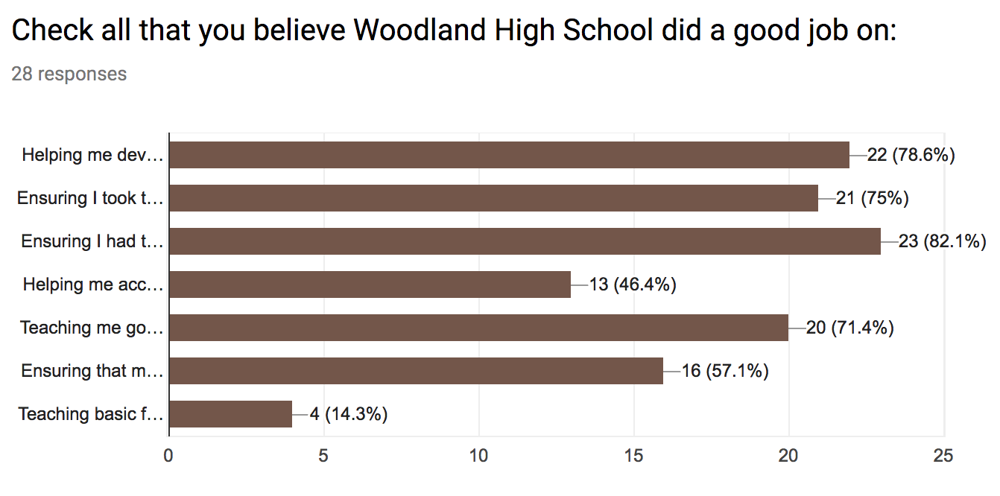 Check all that you believe Woodland High School did a good job on:
28 responses
Helping me dev… 22 (78.6%)
Ensuring I took t… 21 (75%)
Ensuring I had t… 23 (82.1%)
Helping me acc… 13 (46.4%)
Teaching me go… 20 (71.4%)
Ensuring that m… 16 (57.1%)
Teaching basic f… 4 (14.3%)
0 5 10 15 20 25